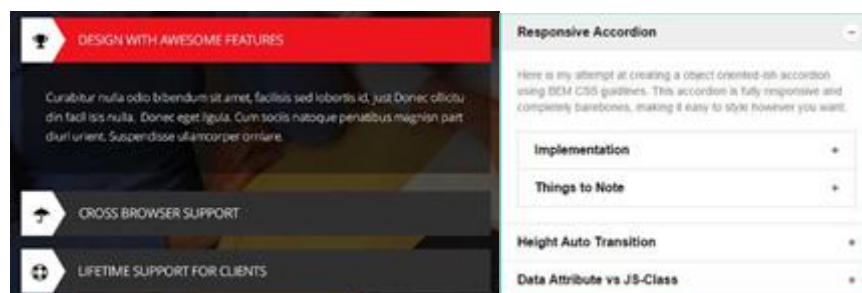 DESIGN WITH AWESOME FEATURES
Curabitur nulla odio bibendum sit amet, facilisis sed lobortis id, just Donec ollicitu
din facil isis nulla. Donec eget ligula. Cum sociis natoque penatibus magnisn part
diurl urient. Suspendisse ullamcorper orniare.
CROSS BROWSER SUPPORT
LIFETIME SUPPORT FOR CLIENTS
Responsive Accordion
Here is my attempt at creating a object oriented-ish accordion
using BEM CSS guidlines. This accordion is fully responsive and
completely barebones, making it easy to style however you want.
Implementation
Things to Note
Height Auto Transition
Data Attribute vs JS-Class